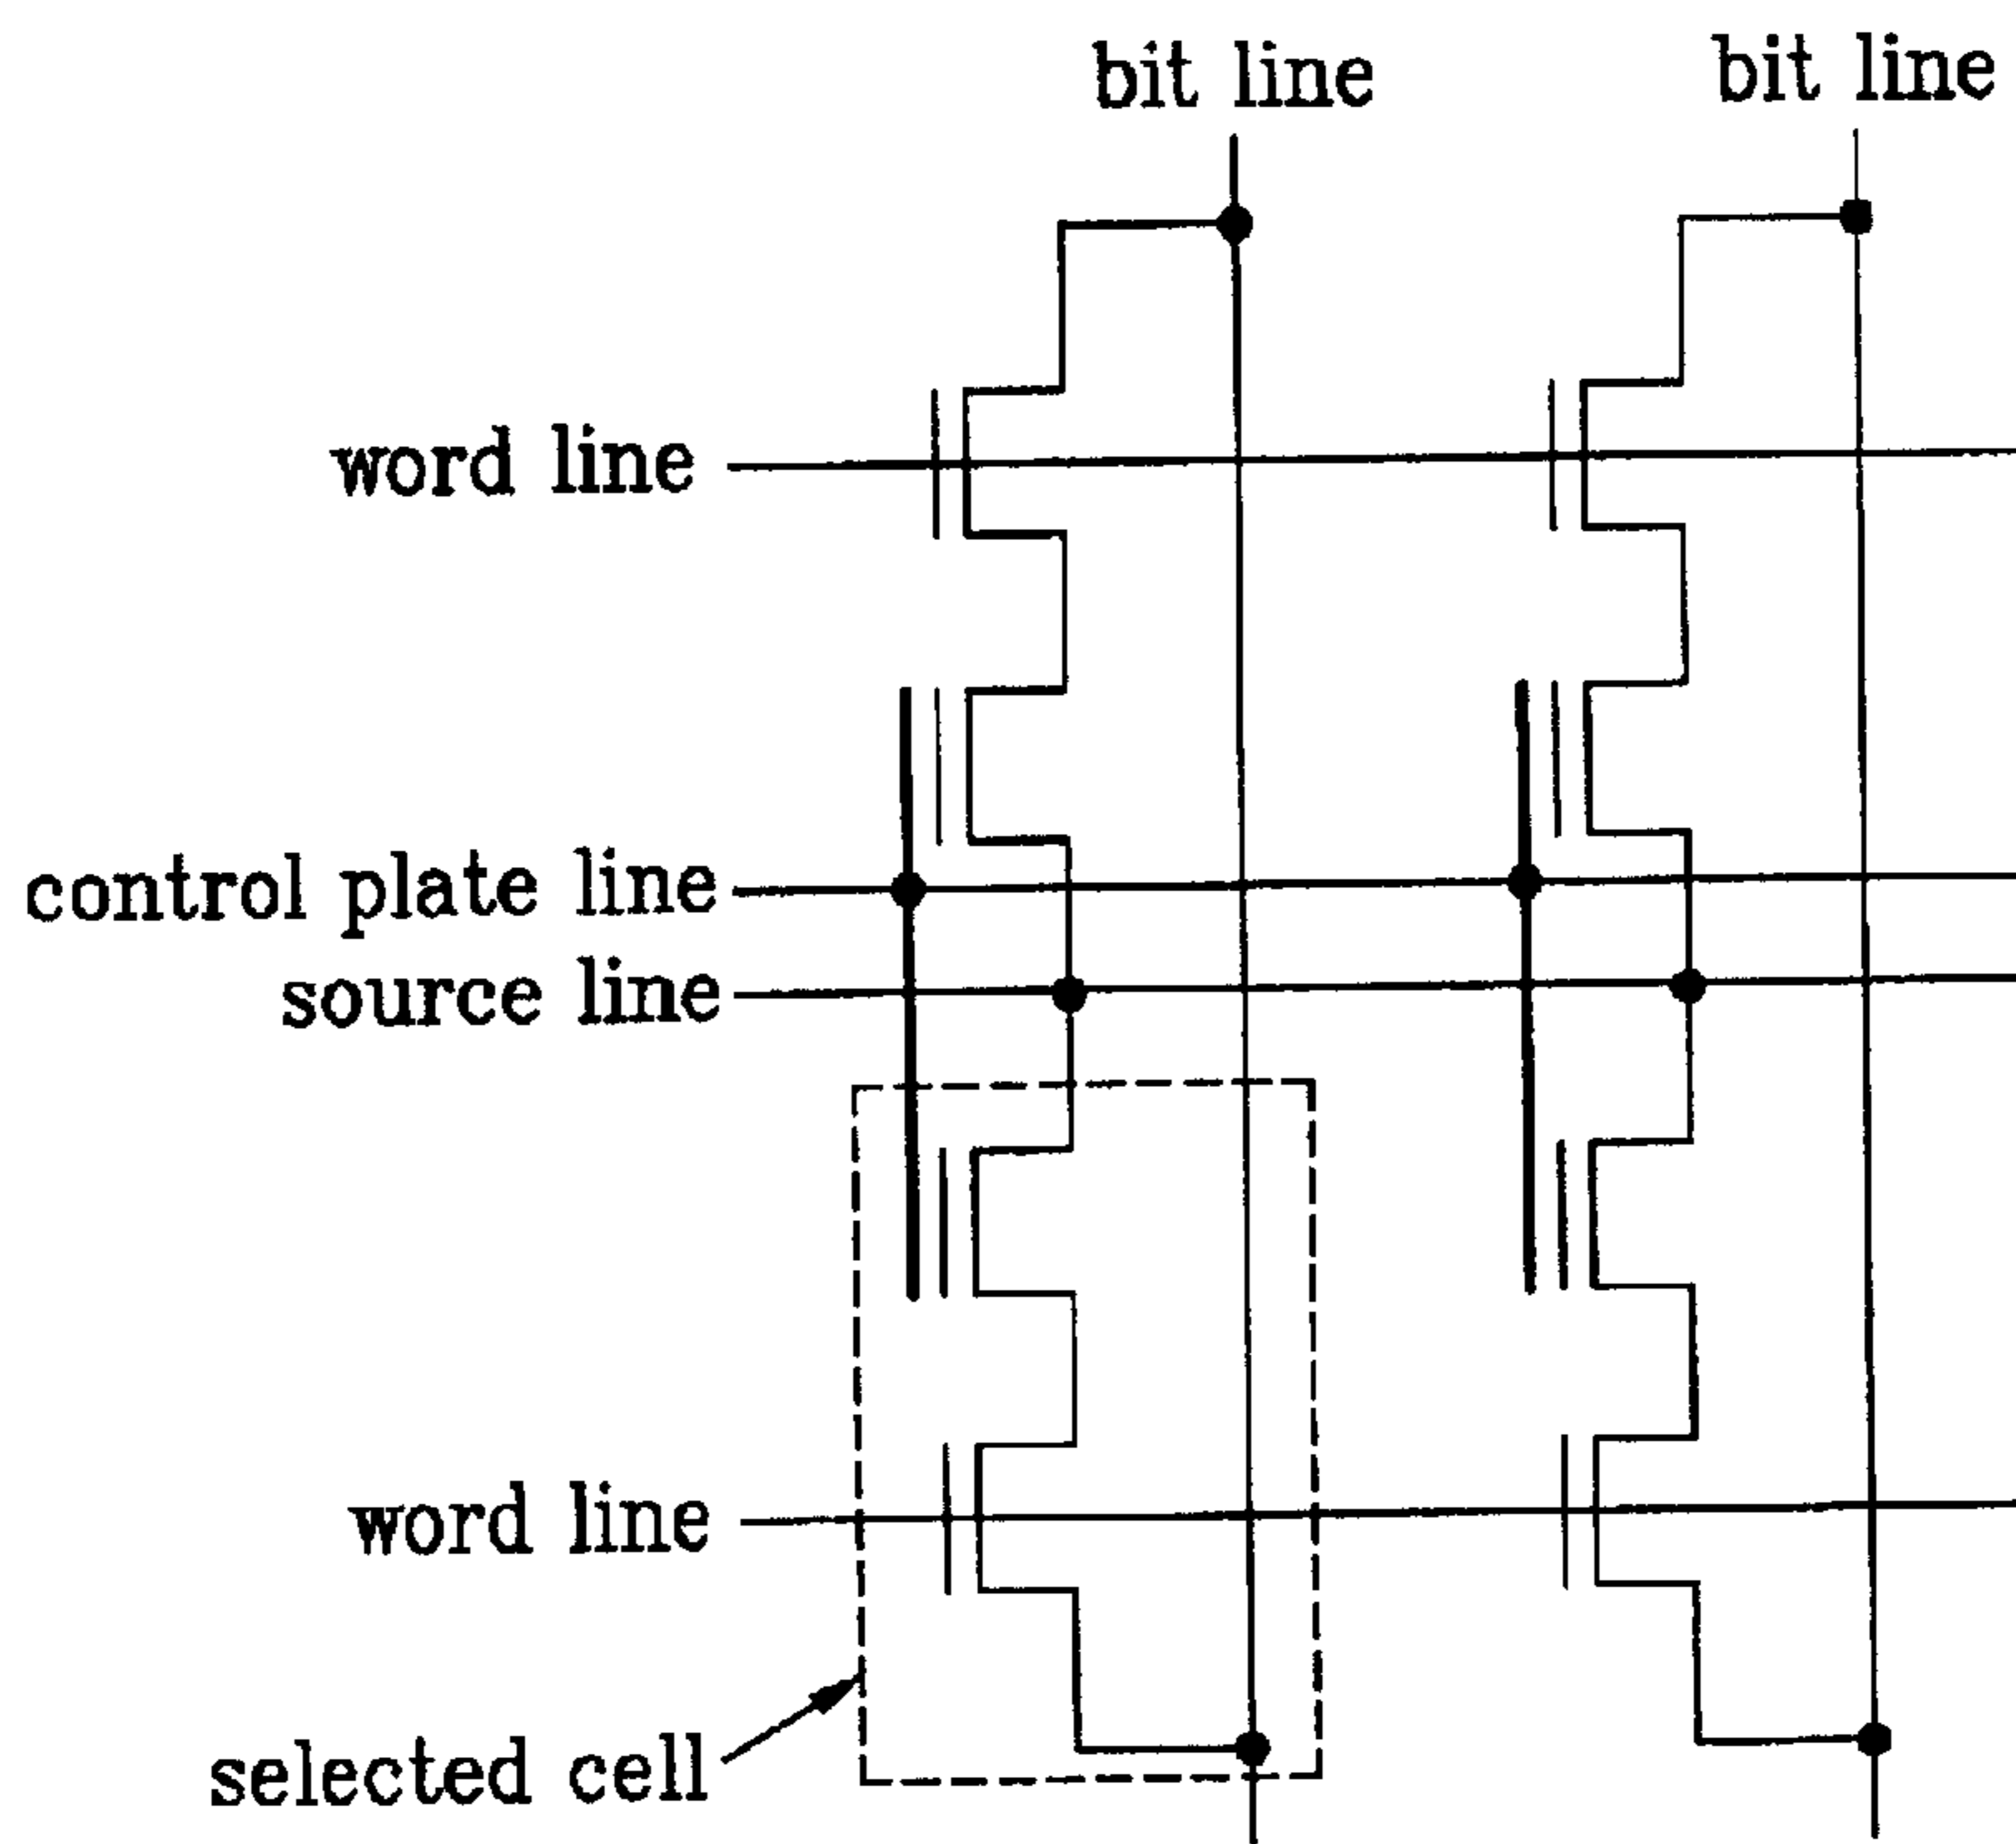 bit line
bit line
word line
control plate line
source line
word line
selected cell